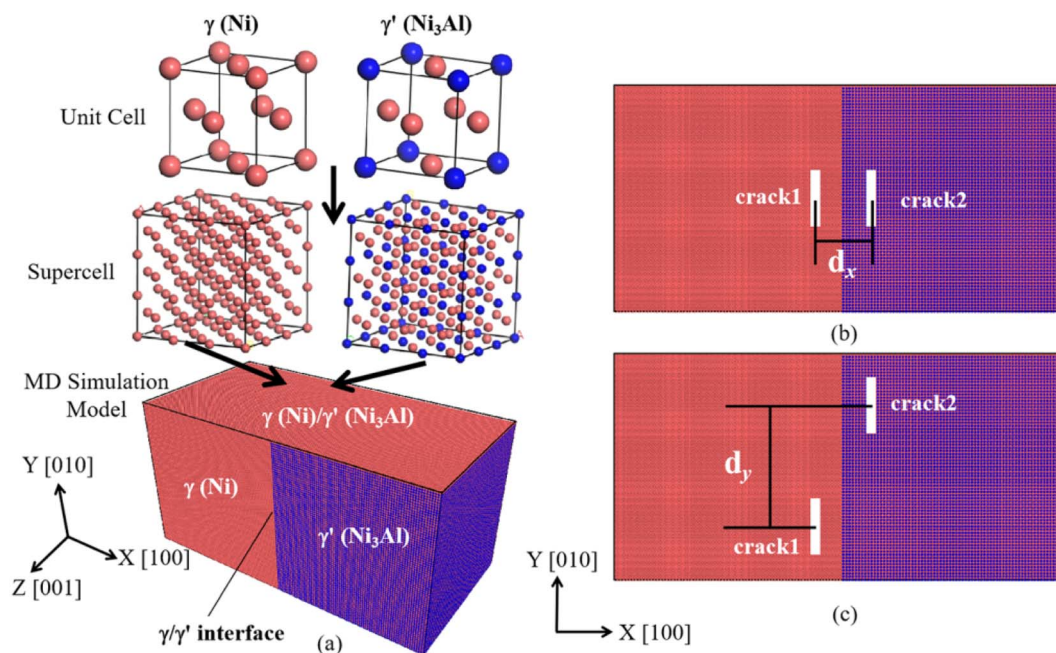 γ (Ni)
γ' (Ni₃Al)
Unit Cell
Supercell
MD Simulation
Model
γ (Ni)/γ' (Ni₃Al)
γ (Ni)
γ' (Ni₃Al)
Y [010]
X [100]
Z [001]
γ/γ' interface
(a)
crack1
crack2
dₓ
(b)
crack2
d_y
crack1
Y [010]
X [100]
(c)